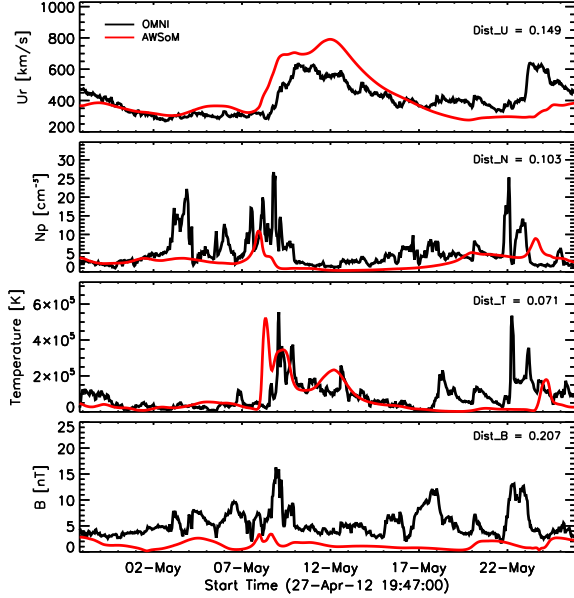 OMNI
AWSoM
Dist_U = 0.149
Ur [km/s]
1000
800
600
400
200
Dist_N = 0.103
Np [cm⁻³]
35
30
25
20
15
10
5
0
Dist_T = 0.071
Temperature [K]
6×10⁵
4×10⁵
2×10⁵
0
Dist_B = 0.207
B [nT]
25
20
15
10
5
0
02-May 07-May 12-May 17-May 22-May
Start Time (27-Apr-12 19:47:00)